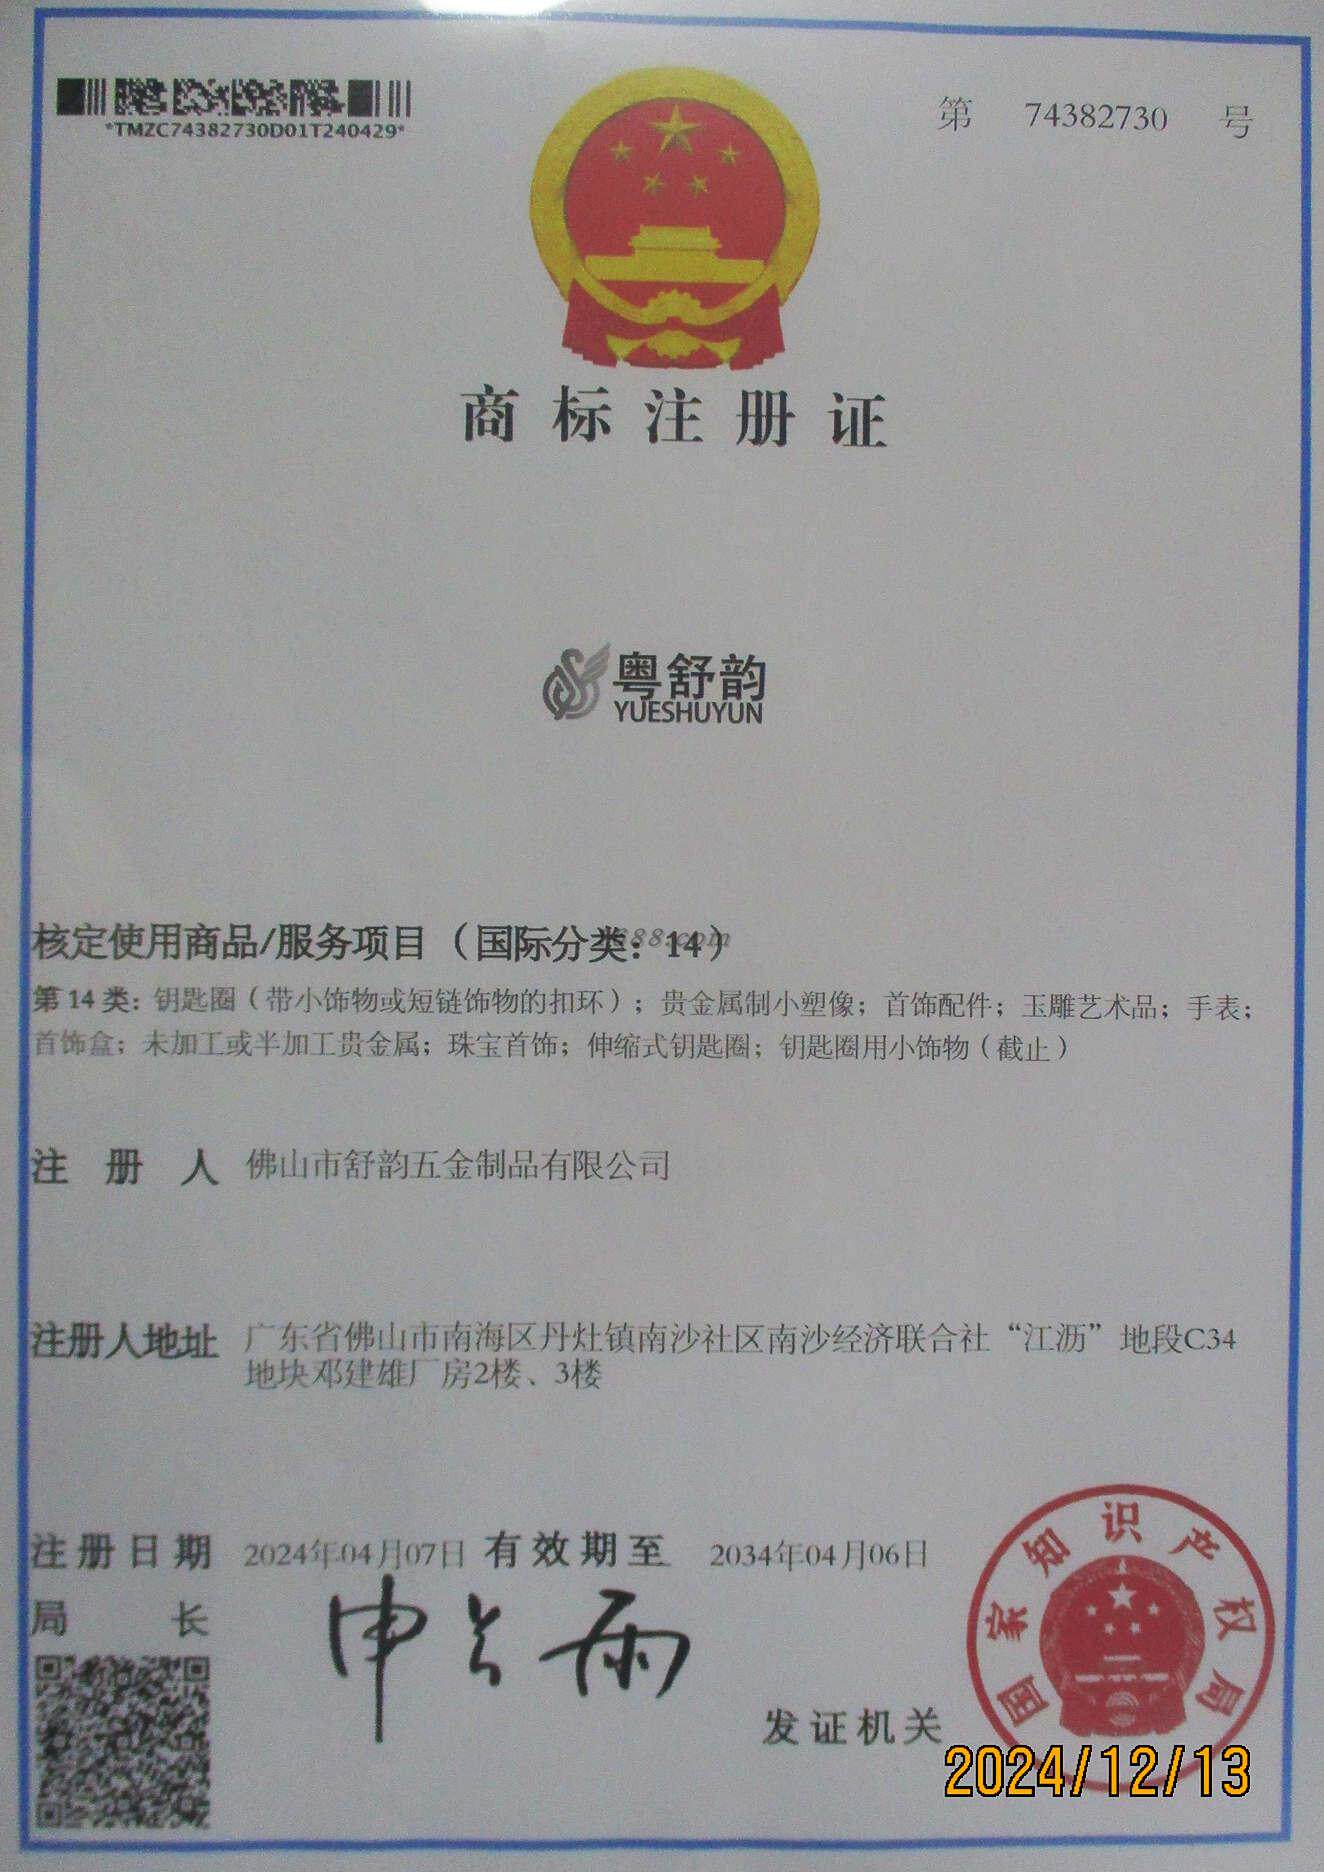 *TMZC74382730D01T240429*
第 74382730 号
商标注册证
粤舒韵
YUESHUYUN
核定使用商品/服务项目（国际分类：14）
第14类：钥匙圈（带小饰物或短链饰物的扣环）；贵金属制小塑像；首饰配件；玉雕艺术品；手表；
首饰盒；未加工或半加工贵金属；珠宝首饰；伸缩式钥匙圈；钥匙圈用小饰物（截止）
注册人 佛山市舒韵五金制品有限公司
注册人地址 广东省佛山市南海区丹灶镇南沙社区南沙经济联合社“江沥”地段C34
地块邓建雄厂房2楼、3楼
注册日期 2024年04月07日 有效期至 2034年04月06日
局长 申长雨
发证机关
国家知识产权局
2024/12/13